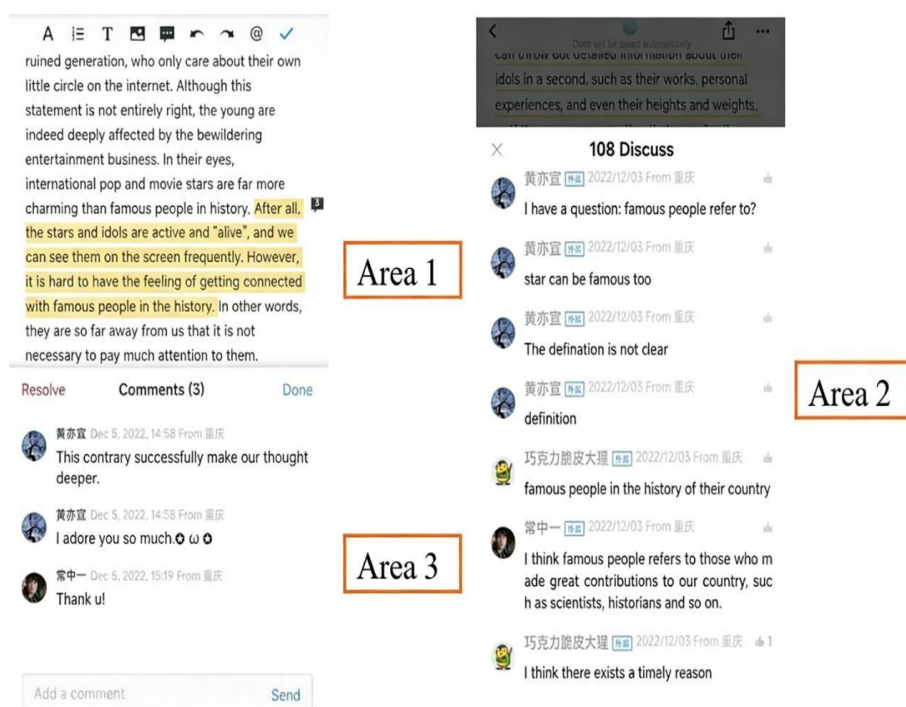 A T @
ruined generation, who only care about their own
little circle on the internet. Although this
statement is not entirely right, the young are
indeed deeply affected by the bewildering
entertainment business. In their eyes,
international pop and movie stars are far more
charming than famous people in history. After all, 3
the stars and idols are active and "alive", and we
can see them on the screen frequently. However,
it is hard to have the feeling of getting connected
with famous people in the history. In other words,
they are so far away from us that it is not
necessary to pay much attention to them.
Resolve Comments (3) Done
黄亦宣 Dec 5, 2022, 14:58 From 重庆
This contrary successfully make our thought
deeper.
黄亦宣 Dec 5, 2022, 14:58 From 重庆
I adore you so much.✪ ω ✪
常中一 Dec 5, 2022, 15:19 From 重庆
Thank u!
Add a comment Send
Area 1
Area 3
Docs will be saved automaticely
can throw out detailed information about their
idols in a second, such as their works, personal
experiences, and even their heights and weights,
108 Discuss
黄亦宣 外部 2022/12/03 From 重庆
I have a question: famous people refer to?
黄亦宣 外部 2022/12/03 From 重庆
star can be famous too
黄亦宣 外部 2022/12/03 From 重庆
The defination is not clear
黄亦宣 外部 2022/12/03 From 重庆
definition
巧克力脆皮大猩 外部 2022/12/03 From 重庆
famous people in the history of their country
常中一 外部 2022/12/03 From 重庆
I think famous people refers to those who m
ade great contributions to our country, suc
h as scientists, historians and so on.
巧克力脆皮大猩 外部 2022/12/03 From 重庆 1
I think there exists a timely reason
Area 2